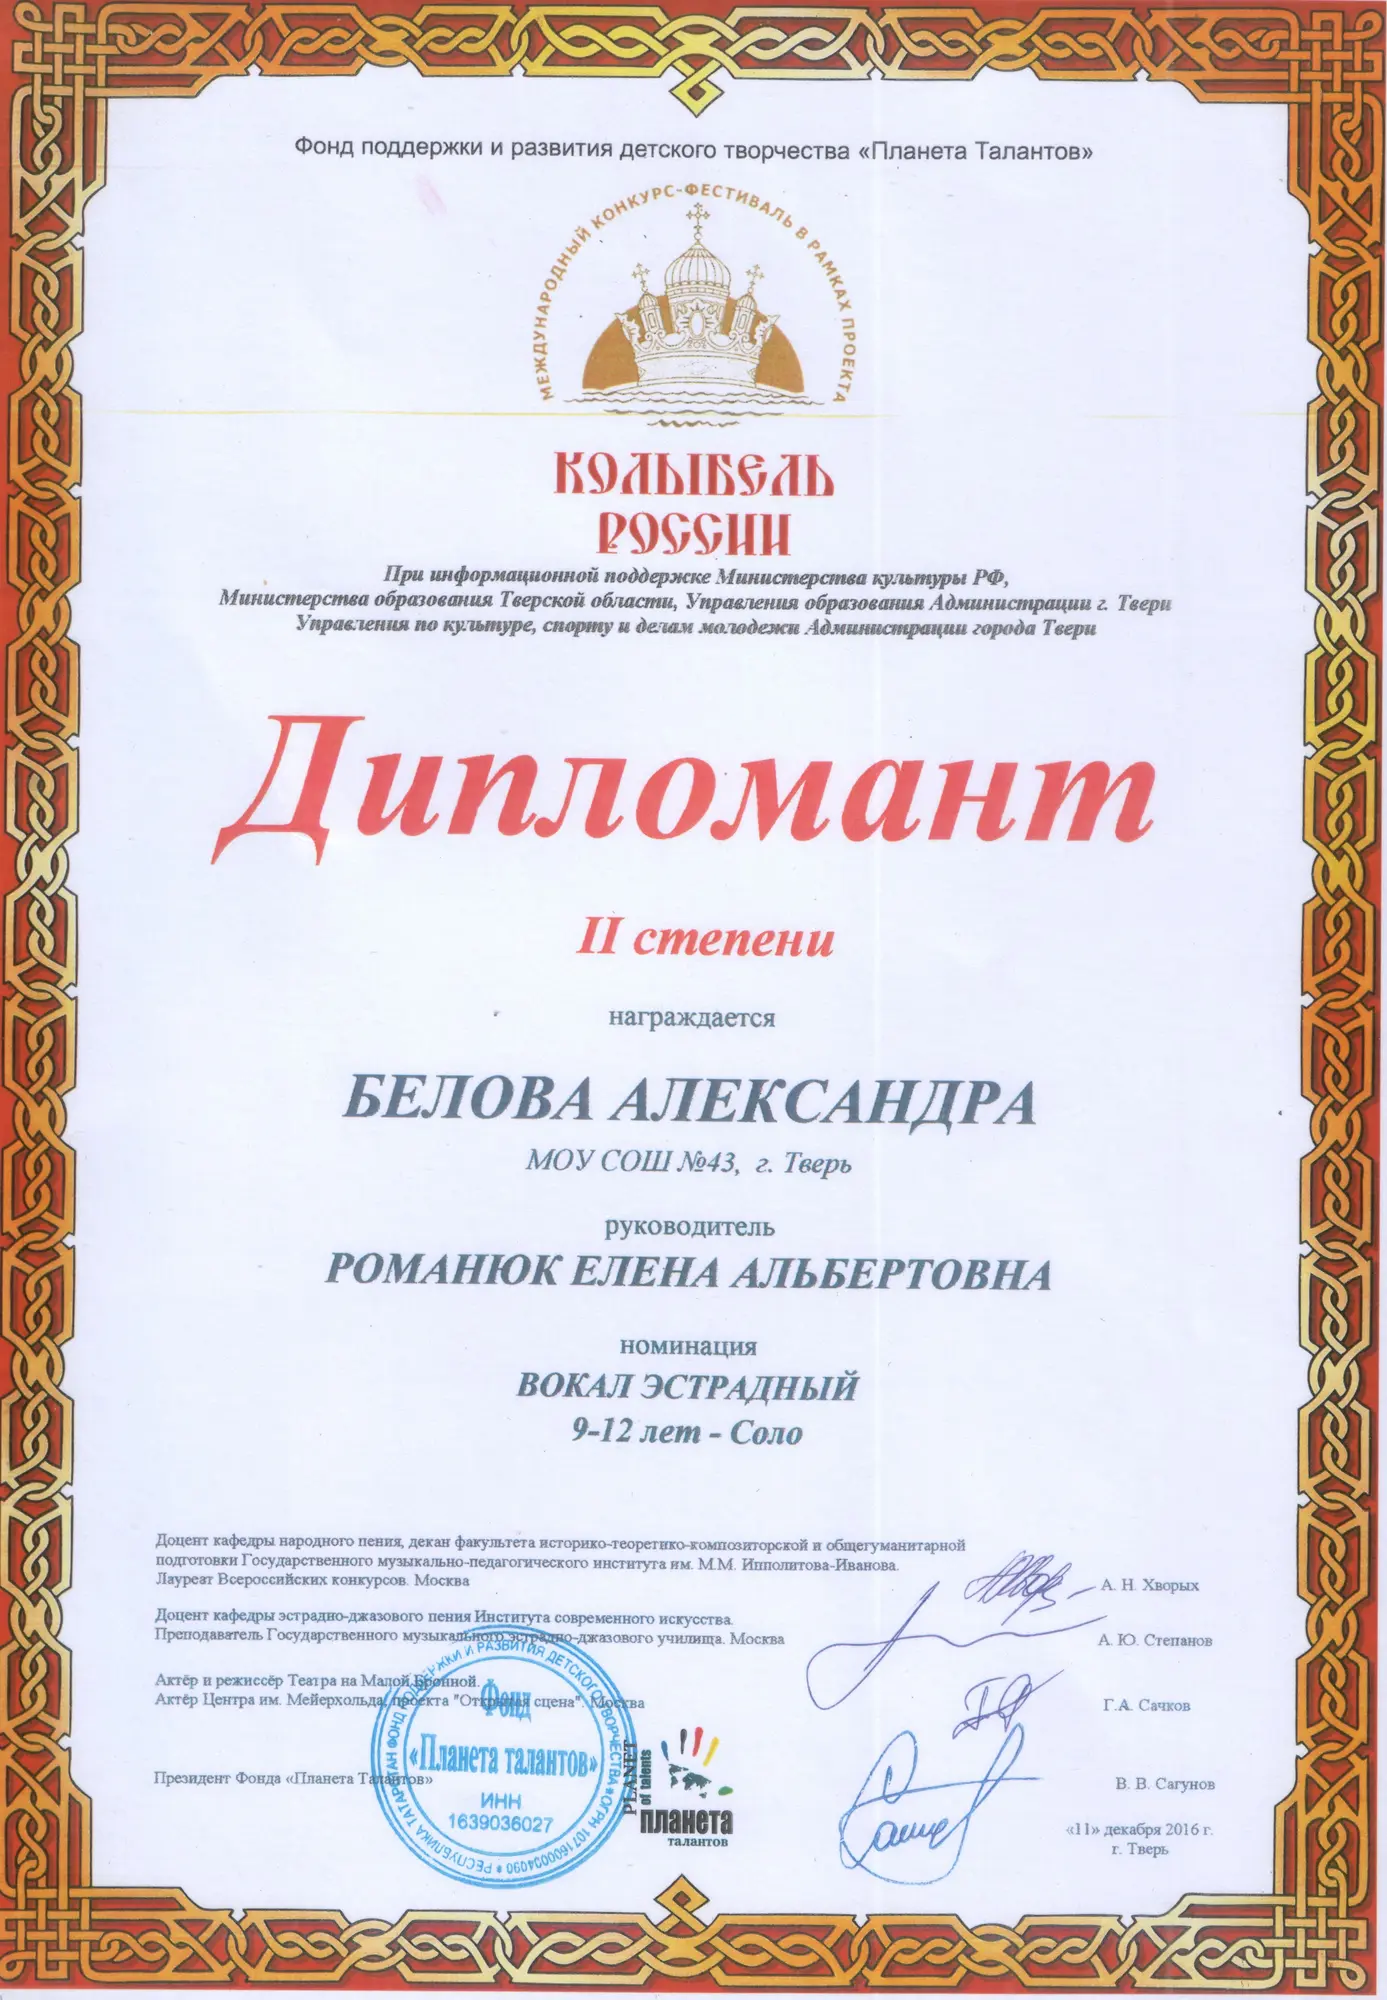 Фонд поддержки и развития детского творчества «Планета Талантов»
МЕЖДУНАРОДНЫЙ КОНКУРС-ФЕСТИВАЛЬ В РАМКАХ ПРОЕКТА
КОЛЫБЕЛЬ
РОССИИ
При информационной поддержке Министерства культуры РФ,
Министерства образования Тверской области, Управления образования Администрации г. Твери
Управления по культуре, спорту и делам молодежи Администрации города Твери
Дипломант
II степени
награждается
БЕЛОВА АЛЕКСАНДРА
МОУ СОШ №43, г. Тверь
руководитель
РОМАНЮК ЕЛЕНА АЛЬБЕРТОВНА
номинация
ВОКАЛ ЭСТРАДНЫЙ
9-12 лет - Соло
Доцент кафедры народного пения, декан факультета историко-теоретико-композиторской и общегуманитарной
подготовки Государственного музыкально-педагогического института им. М.М. Ипполитова-Иванова.
Лауреат Всероссийских конкурсов. Москва
А. Н. Хворых
Доцент кафедры эстрадно-джазового пения Института современного искусства.
Преподаватель Государственного музыкального эстрадно-джазового училища. Москва
А. Ю. Степанов
Актёр и режиссёр Театра на Малой Бронной.
Актёр Центра им. Мейерхольда, проекта "Открытая сцена". Москва
Г.А. Сачков
Президент Фонда «Планета Талантов»
В. В. Сагунов
«11» декабря 2016 г.
г. Тверь
РЕСПУБЛИКА ТАТАРСТАН ФОНД ПОДДЕРЖКИ И РАЗВИТИЯ ДЕТСКОГО ТВОРЧЕСТВА
Фонд
«Планета талантов»
ИНН
1639036027
PLANET
of talents
планета
талантов